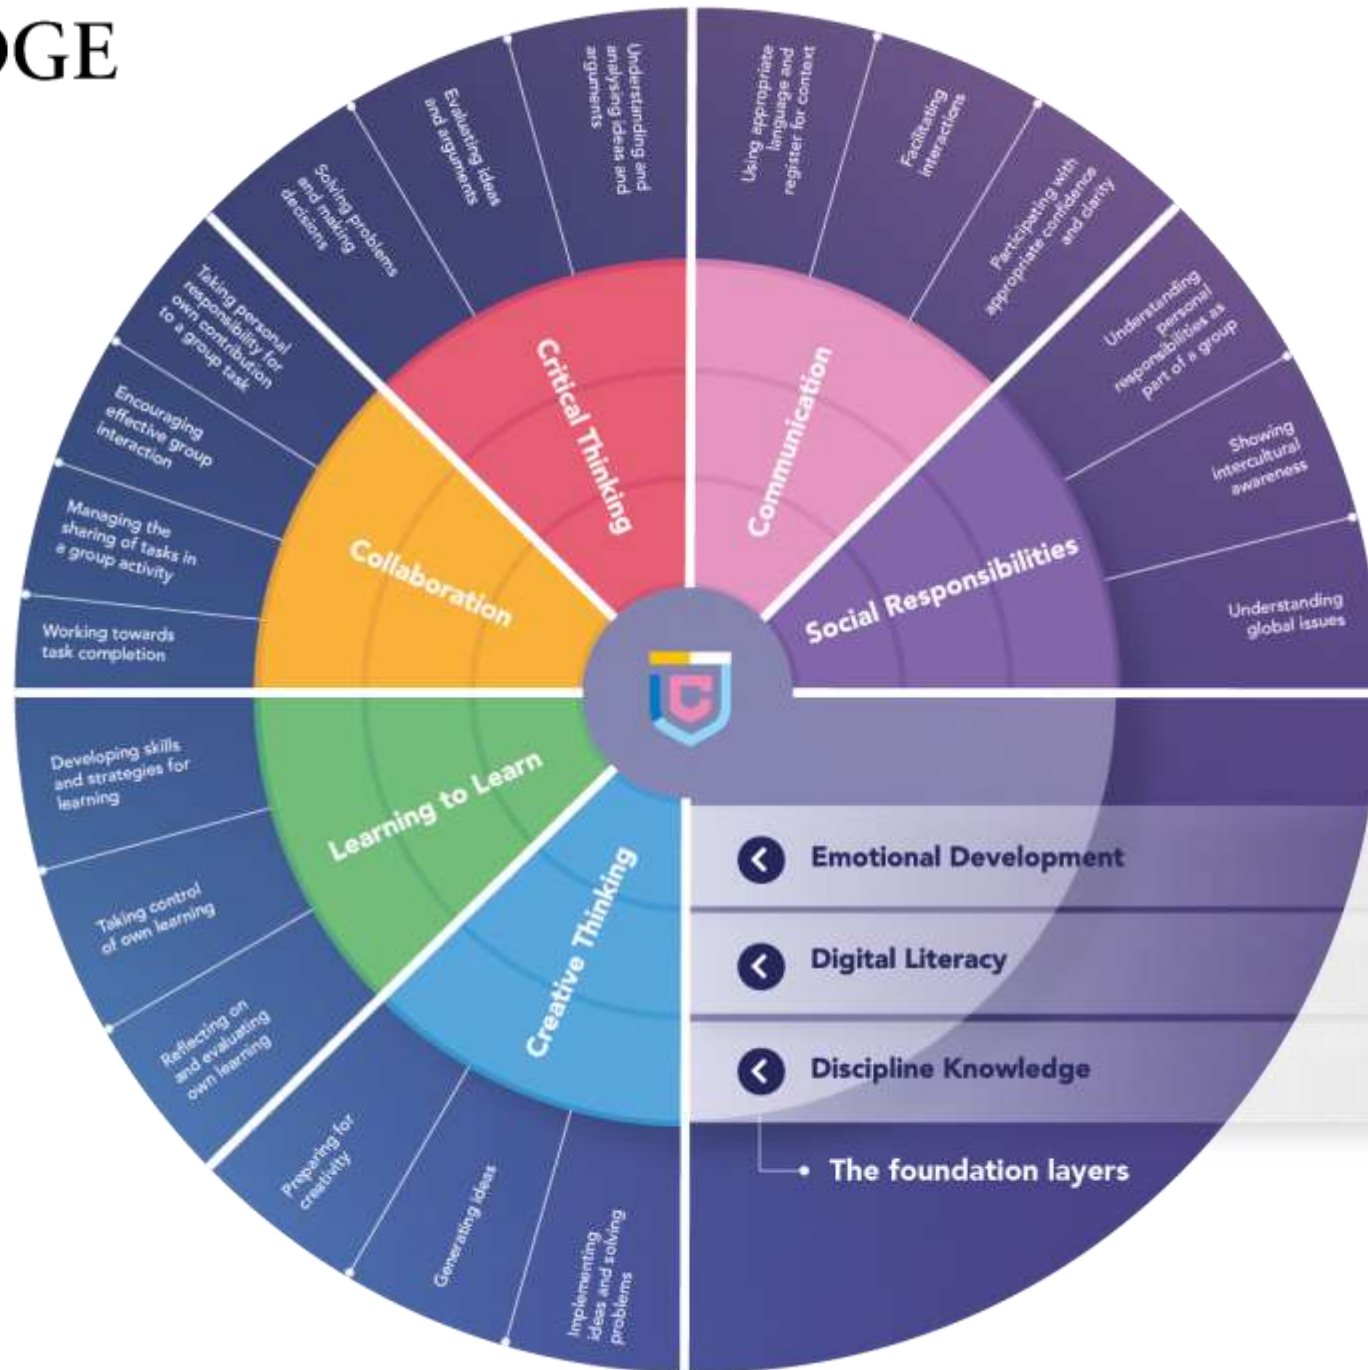 DGE
Understanding and
analysing ideas and
arguments
Evaluating ideas
and arguments
Solving problems
and making
decisions
Critical Thinking
Using appropriate
language and
register for context
Facilitating
interactions
Participating with
appropriate confidence
and clarity
Communication
Understanding
personal
responsibilities as
part of a group
Showing
intercultural
awareness
Understanding
global issues
Social Responsibilities
Taking personal
responsibility for
own contribution
to a group task
Encouraging
effective group
interaction
Managing the
sharing of tasks in
a group activity
Working towards
task completion
Collaboration
Developing skills
and strategies for
learning
Taking control
of own learning
Reflecting on
and evaluating
own learning
Learning to Learn
Preparing for
creativity
Generating ideas
Implementing
ideas and solving
problems
Creative Thinking
Emotional Development
Digital Literacy
Discipline Knowledge
The foundation layers